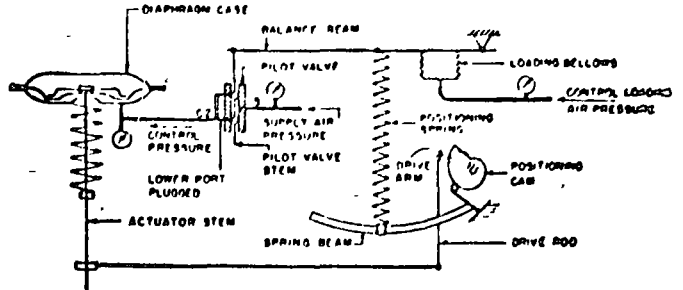 DIAPHRAGM CASE
BALANCE BEAM
PILOT VALVE
LOADING BELLOWS
CONTROL LOADING
AIR PRESSURE
SUPPLY AIR
PRESSURE
CONTROL
PRESSURE
POSITIONING
SPRING
PILOT VALVE
STEM
DRIVE
ARM
POSITIONING
CAM
LOWER PORT
PLUGGED
ACTUATOR STEM
SPRING BEAM
DRIVE ROD